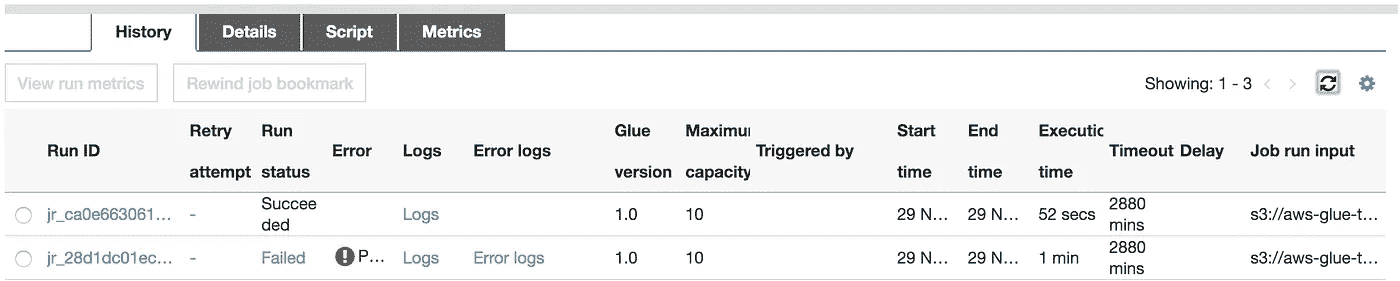 History Details Script Metrics
View run metrics Rewind job bookmark Showing: 1 - 3
Retry Run Glue Maximu Start End Executic
Run ID Error Logs Error logs Triggered by Timeout Delay Job run input
attempt status version capacity time time time
Succee 2880
jr_ca0e663061... - Logs 1.0 10 29 N... 29 N... 52 secs s3://aws-glue-t...
ded mins
2880
jr_28d1dc01ec... - Failed P... Logs Error logs 1.0 10 29 N... 29 N... 1 min s3://aws-glue-t...
mins